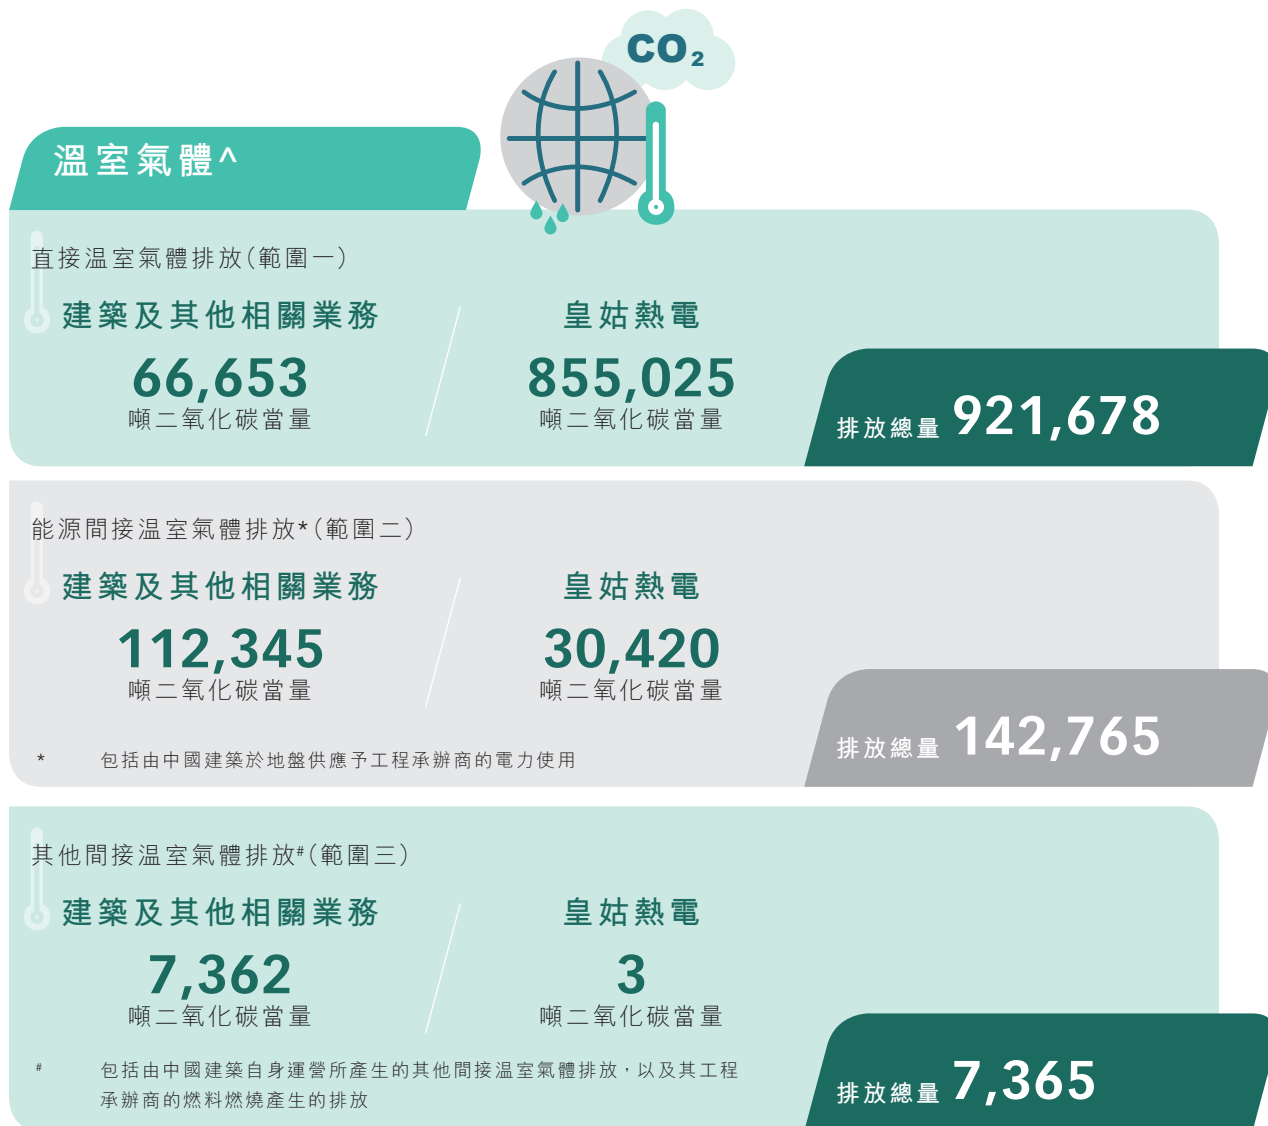 CO₂
溫室氣體^
直接温室氣體排放(範圍一)
建築及其他相關業務
皇姑熱電
66,653
855,025
噸二氧化碳當量
噸二氧化碳當量
排放總量 921,678
能源間接温室氣體排放*(範圍二)
建築及其他相關業務
皇姑熱電
112,345
30,420
噸二氧化碳當量
噸二氧化碳當量
排放總量 142,765
* 包括由中國建築於地盤供應予工程承辦商的電力使用
其他間接温室氣體排放#(範圍三)
建築及其他相關業務
皇姑熱電
7,362
3
噸二氧化碳當量
噸二氧化碳當量
排放總量 7,365
# 包括由中國建築自身運營所產生的其他間接温室氣體排放，以及其工程
承辦商的燃料燃燒產生的排放